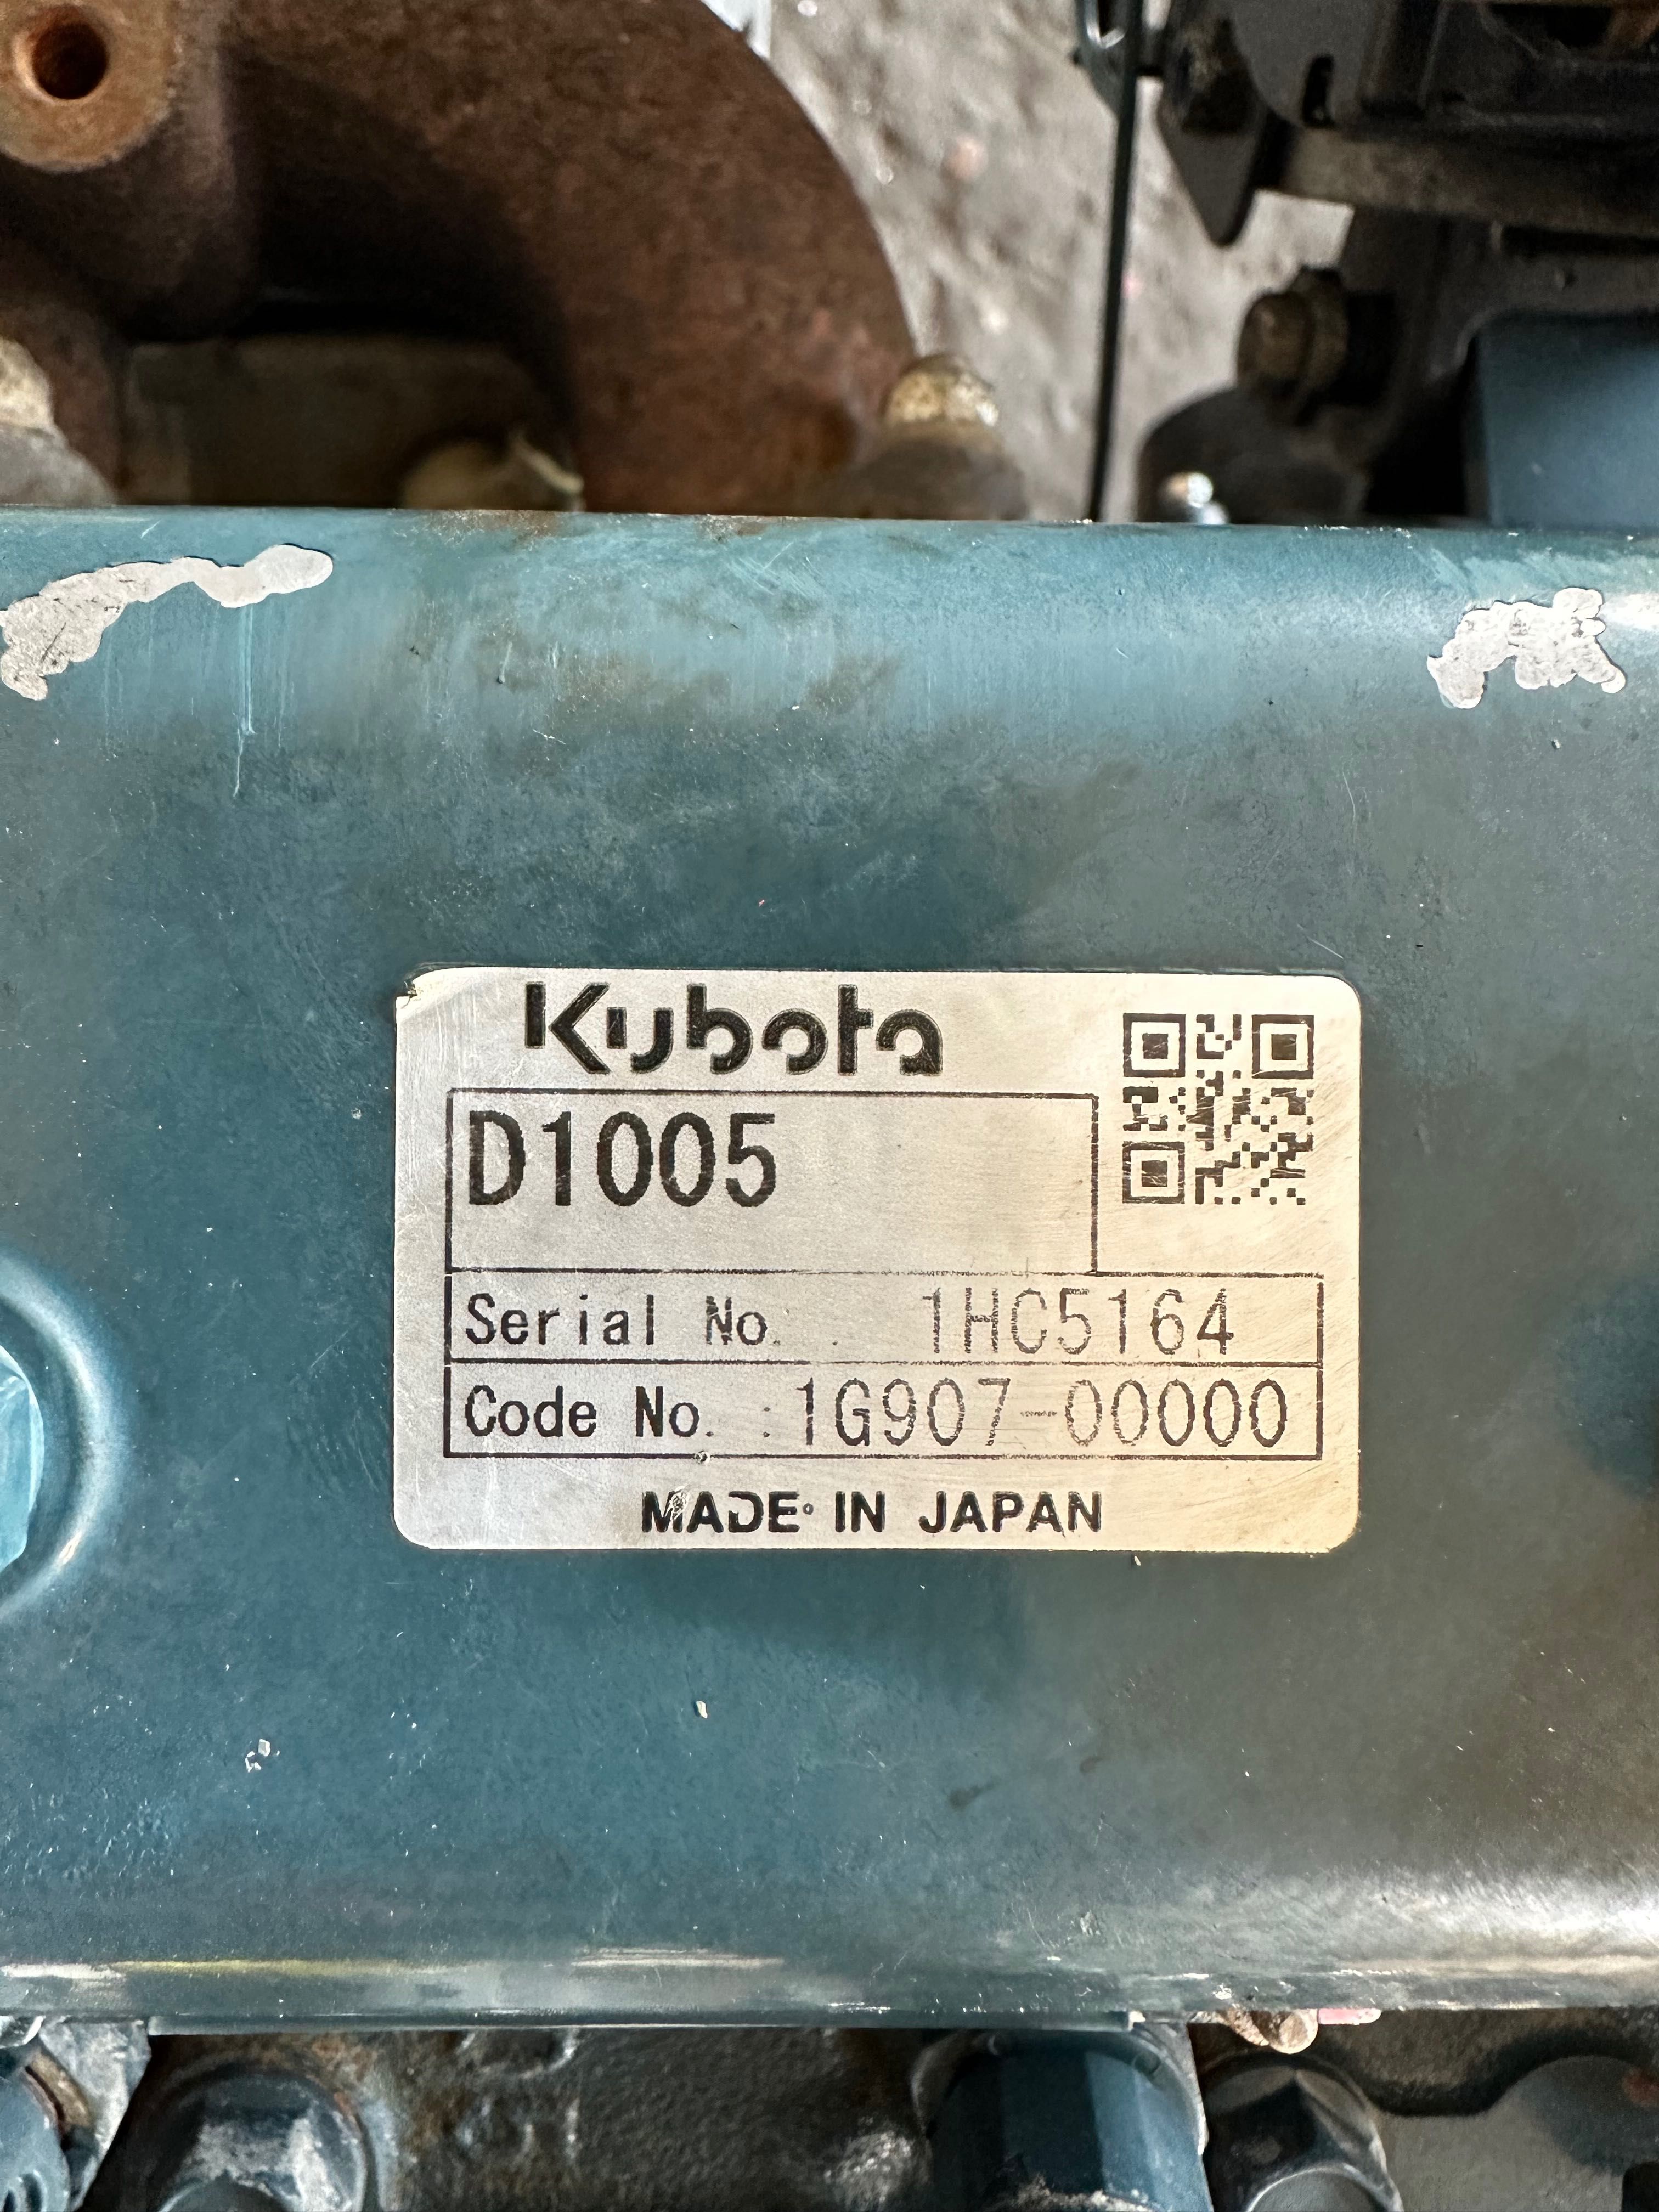 Kubota
D1005
Serial No. : 1HC5164
Code No. : 1G907-00000
MADE IN JAPAN